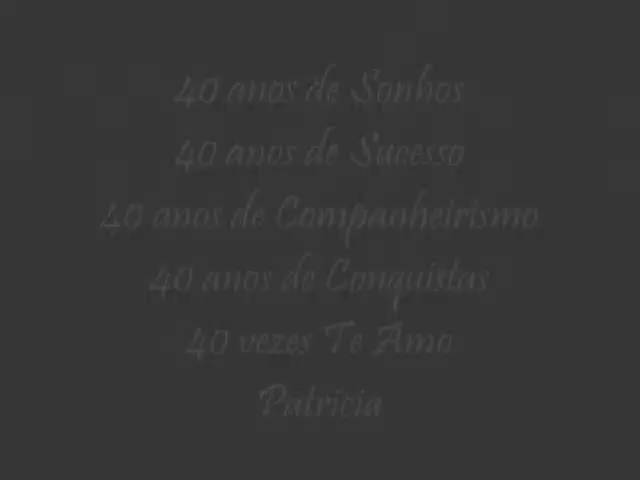 40 anos de Sonhos
40 anos de Sucesso
40 anos de Companheirismo
40 anos de Conquistas
40 vezes Te Amo
Patrícia